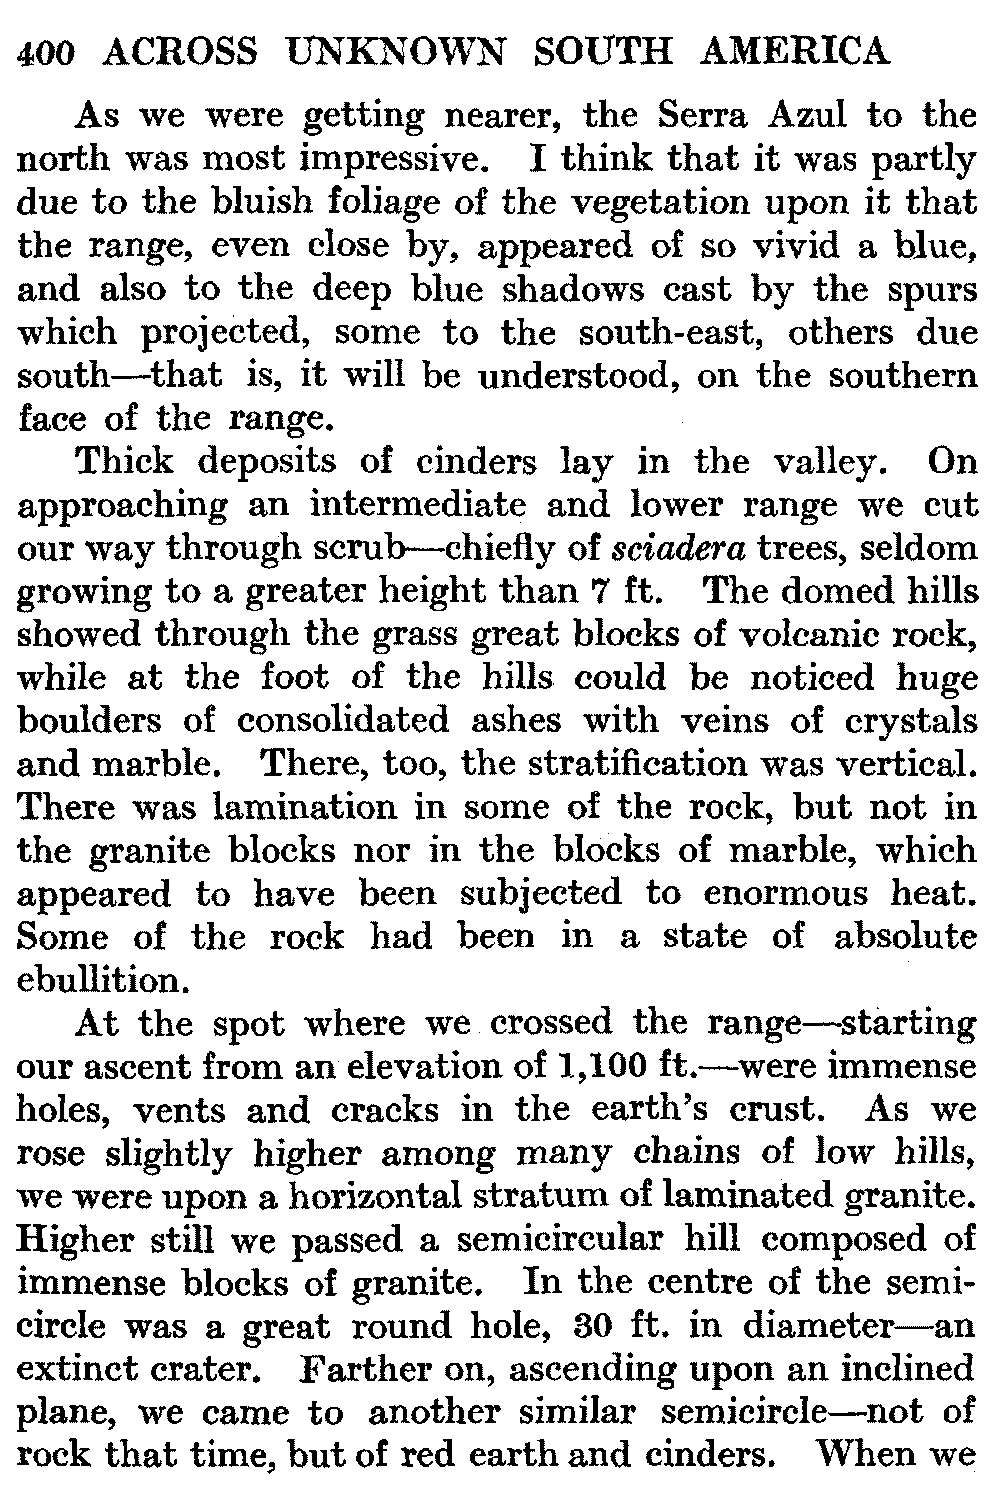 400 ACROSS UNKNOWN SOUTH AMERICA
As we were getting nearer, the Serra Azul to the
north was most impressive. I think that it was partly
due to the bluish foliage of the vegetation upon it that
the range, even close by, appeared of so vivid a blue,
and also to the deep blue shadows cast by the spurs
which projected, some to the south-east, others due
south—that is, it will be understood, on the southern
face of the range.
Thick deposits of cinders lay in the valley. On
approaching an intermediate and lower range we cut
our way through scrub—chiefly of sciadera trees, seldom
growing to a greater height than 7 ft. The domed hills
showed through the grass great blocks of volcanic rock,
while at the foot of the hills could be noticed huge
boulders of consolidated ashes with veins of crystals
and marble. There, too, the stratification was vertical.
There was lamination in some of the rock, but not in
the granite blocks nor in the blocks of marble, which
appeared to have been subjected to enormous heat.
Some of the rock had been in a state of absolute
ebullition.
At the spot where we crossed the range—starting
our ascent from an elevation of 1,100 ft.—were immense
holes, vents and cracks in the earth's crust. As we
rose slightly higher among many chains of low hills,
we were upon a horizontal stratum of laminated granite.
Higher still we passed a semicircular hill composed of
immense blocks of granite. In the centre of the semi-
circle was a great round hole, 30 ft. in diameter—an
extinct crater. Farther on, ascending upon an inclined
plane, we came to another similar semicircle—not of
rock that time, but of red earth and cinders. When we